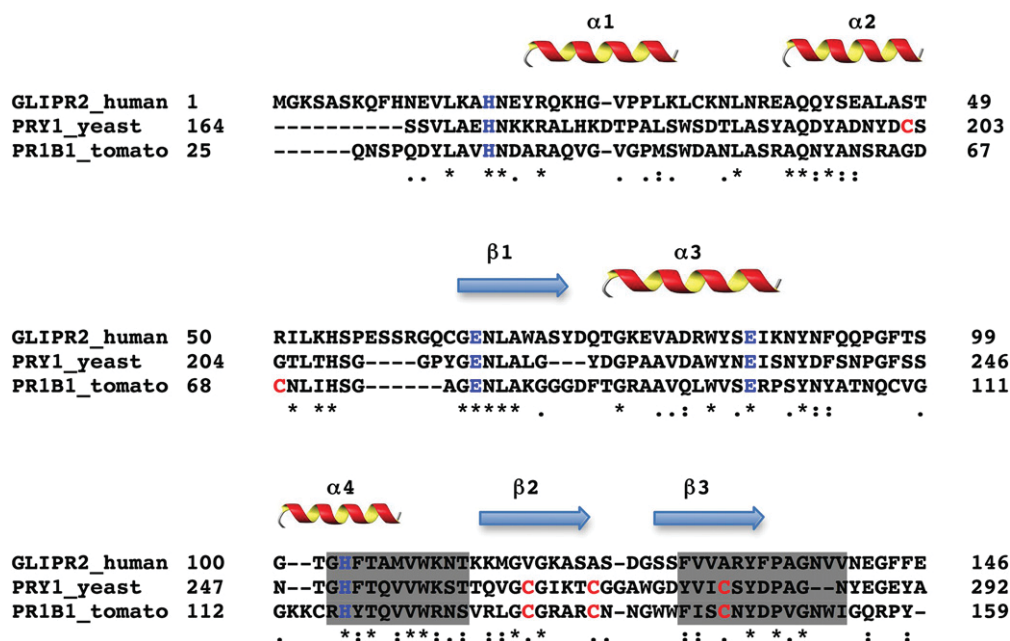 α1 α2
GLIPR2_human 1 MGKSASKQFHNEVLKAHNEYRQKHG-VPPLKLCKNLNREAQQYSEALAST 49
PRY1_yeast 164 ----------SSVLAEHNKKRALHKDTPALSWSDTLASYAQDYADNYDCS 203
PR1B1_tomato 25 ------QNSPQDYLAVHNDARAQVG-VGPMSWDANLASRAQNYANSRAGD 67
.. * **. * . .:. .* **:*::
β1 α3
GLIPR2_human 50 RILKHSPESSRGQCGENLAWASYDQTGKEVADRWYSEIKNYNFQQPGFTS 99
PRY1_yeast 204 GTLTHSG----GPYGENLALG---YDGPAAVDAWYNEISNYDFSNPGFSS 246
PR1B1_tomato 68 CNLIHSG------AGENLAKGGGDFTGRAAVQLWVSERPSYNYATNQCVG 111
* ** ***** . * ..: * .* .*:: .
α4 β2 β3
GLIPR2_human 100 G--TGHFTAMVWKNTKKMGVGKASASDGSSFVVARYFPAGNVVNEGFFE 146
PRY1_yeast 247 N--TGHFTQVVWKSTTQVGCGIKTCGGAWGDYVICSYDPAG--NYEGEYA 292
PR1B1_tomato 112 GKKCRHYTQVVWRNSVRLGCGRARCN-NGWWFISCNYDPVGNWIGQRPY- 159
. *:* :**:.: :*.* .. :: : *.* : .